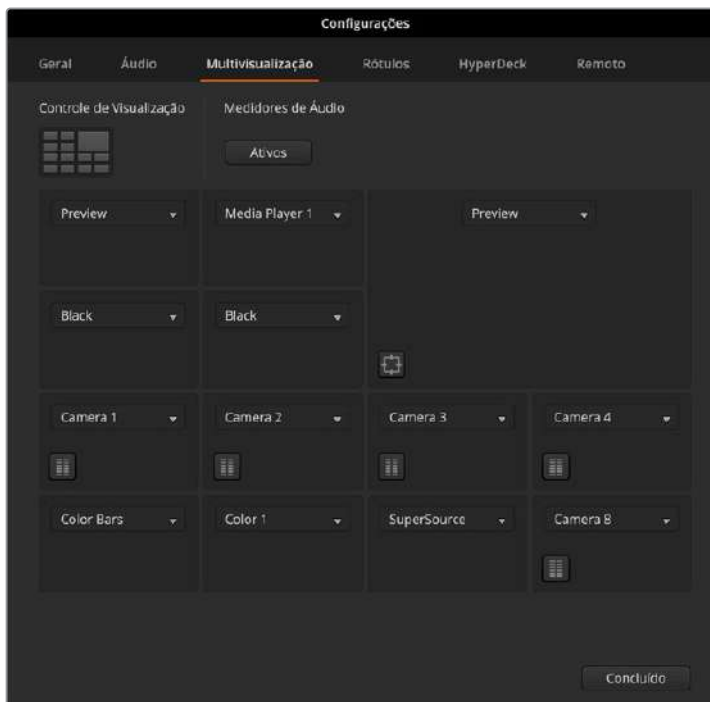 Configurações
Geral Áudio Multivisualização Rótulos HyperDeck Remoto
Controle de Visualização Medidores de Áudio
Ativos
Preview Media Player 1 Preview
Black Black
Camera 1 Camera 2 Camera 3 Camera 4
Color Bars Color 1 SuperSource Camera 8
Concluído